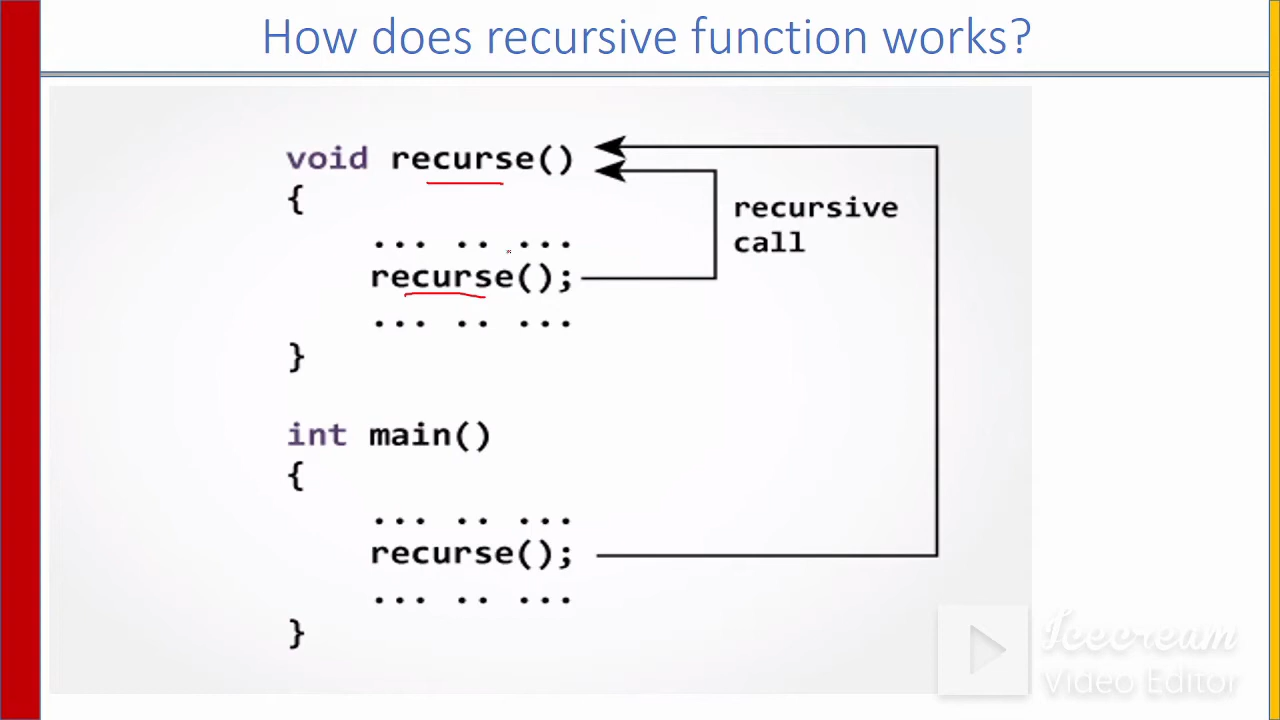 How does recursive function works?
void recurse()
{
... .. ...
recurse();
... .. ...
}
recursive
call
int main()
{
... .. ...
recurse();
... .. ...
}
Icecream
Video Editor